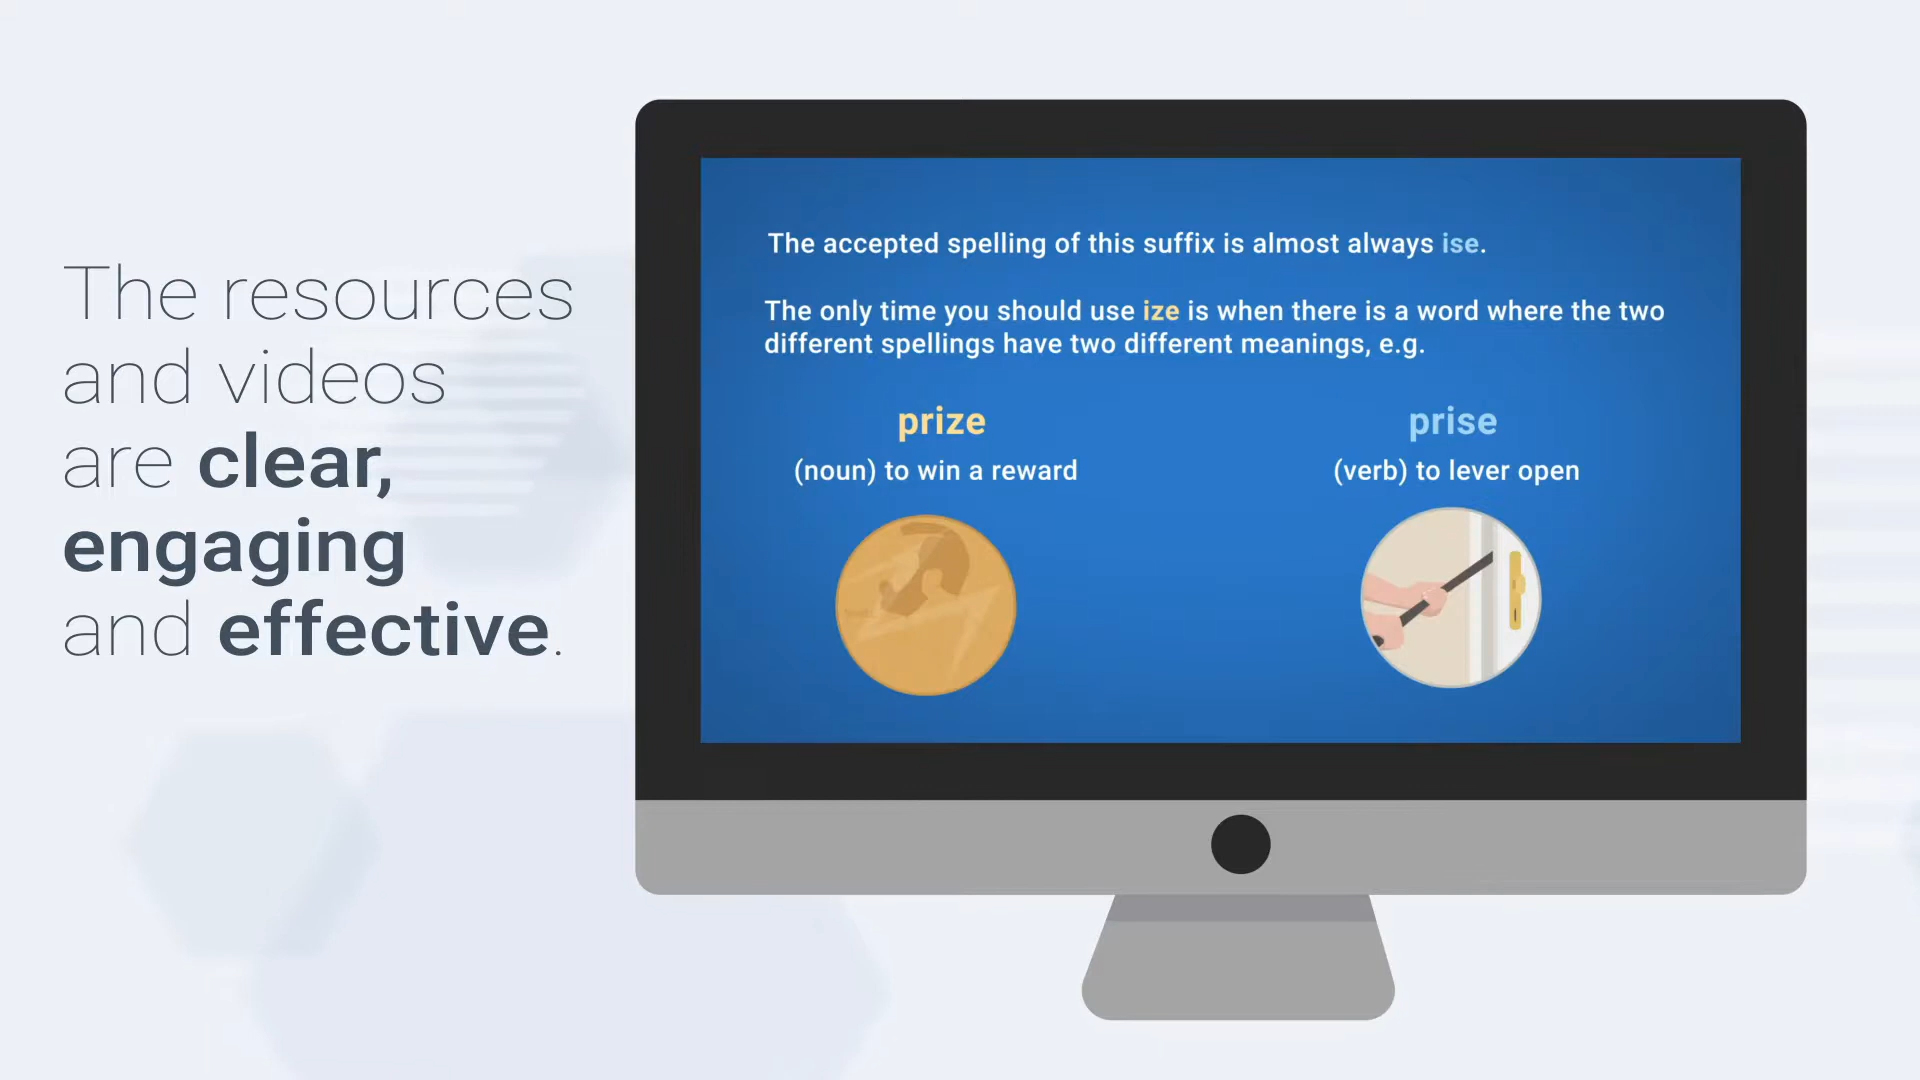 The resources
and videos
are clear,
engaging
and effective.
The accepted spelling of this suffix is almost always ise.
The only time you should use ize is when there is a word where the two
different spellings have two different meanings, e.g.
prize
(noun) to win a reward
prise
(verb) to lever open